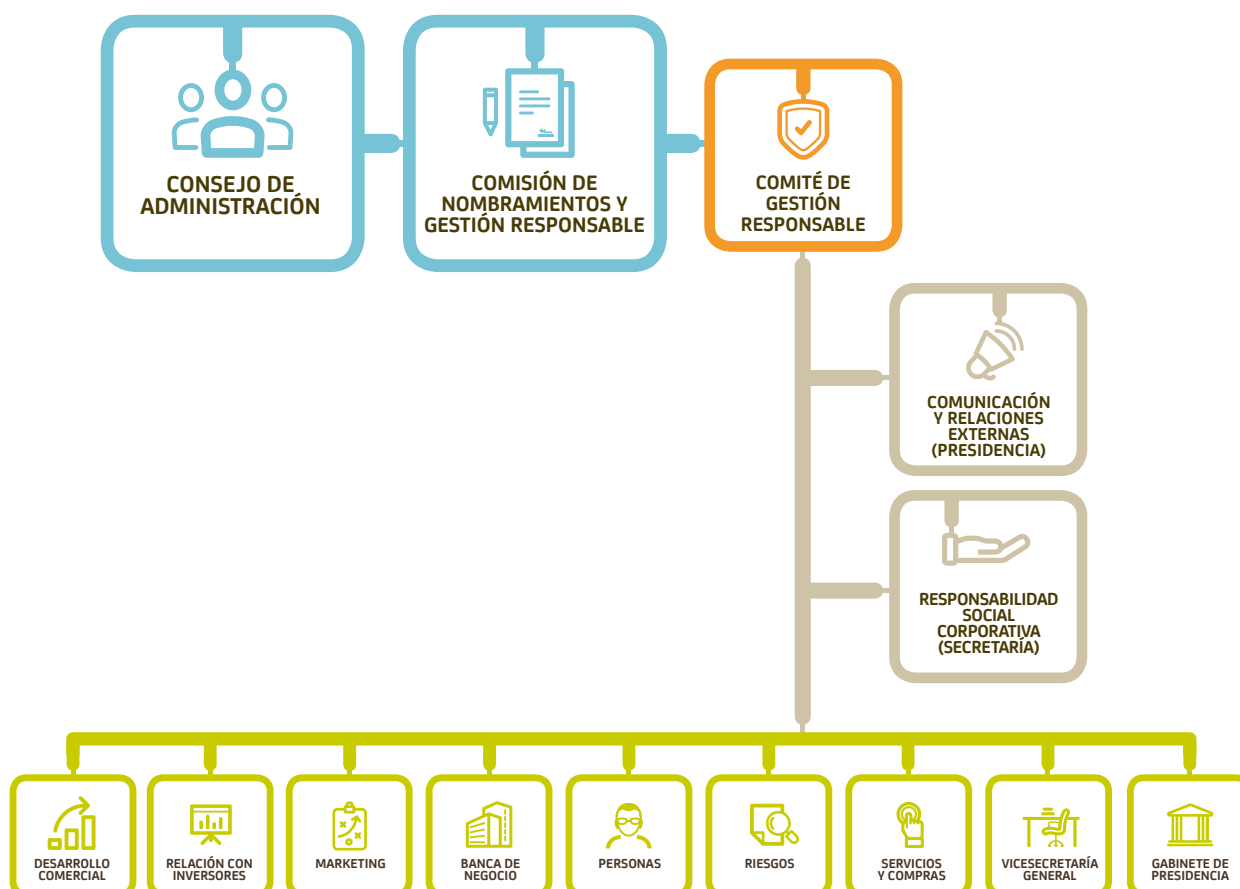 CONSEJO DE
ADMINISTRACIÓN
COMISIÓN DE
NOMBRAMIENTOS Y
GESTIÓN RESPONSABLE
COMITÉ DE
GESTIÓN
RESPONSABLE
COMUNICACIÓN
Y RELACIONES
EXTERNAS
(PRESIDENCIA)
RESPONSABILIDAD
SOCIAL
CORPORATIVA
(SECRETARÍA)
DESARROLLO
COMERCIAL
RELACIÓN CON
INVERSORES
MARKETING
BANCA DE
NEGOCIO
PERSONAS
RIESGOS
SERVICIOS
Y COMPRAS
VICESECRETARÍA
GENERAL
GABINETE DE
PRESIDENCIA